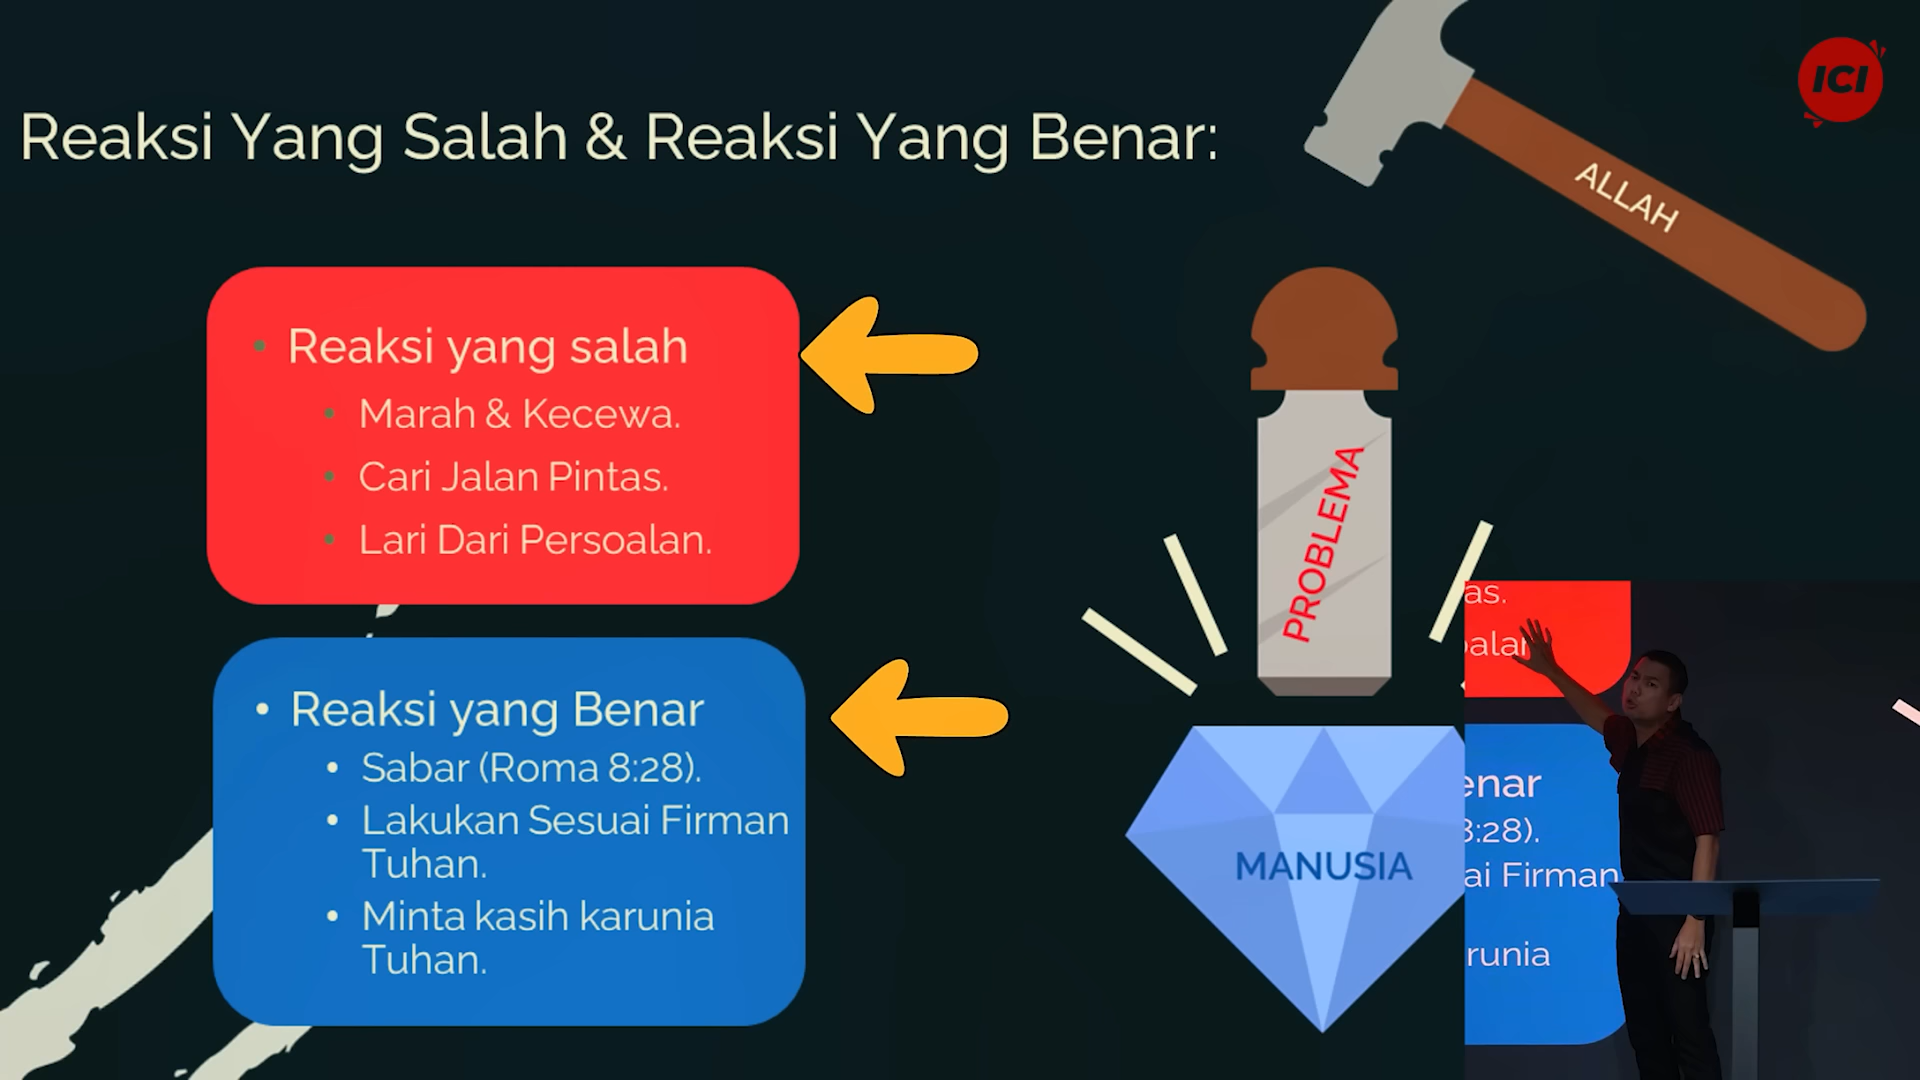 ICI
Reaksi Yang Salah & Reaksi Yang Benar:
ALLAH
• Reaksi yang salah
• Marah & Kecewa.
• Cari Jalan Pintas.
• Lari Dari Persoalan.
PROBLEMA
• Reaksi yang Benar
• Sabar (Roma 8:28).
• Lakukan Sesuai Firman
Tuhan.
• Minta kasih karunia
Tuhan.
MANUSIA
as.
oalan
enar
8:28).
ai Firman
runia